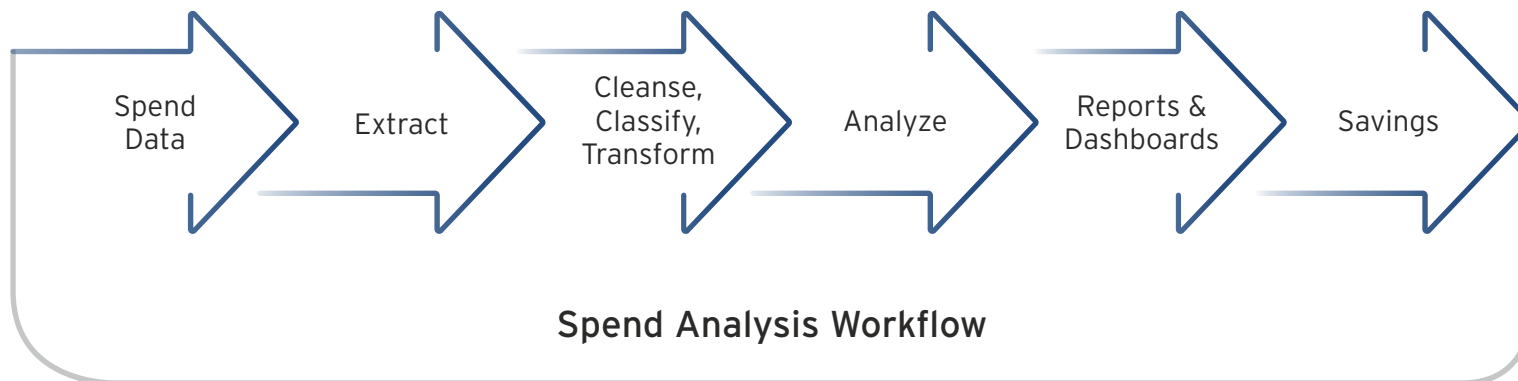 Spend
Data
Extract
Cleanse,
Classify,
Transform
Analyze
Reports &
Dashboards
Savings
Spend Analysis Workflow